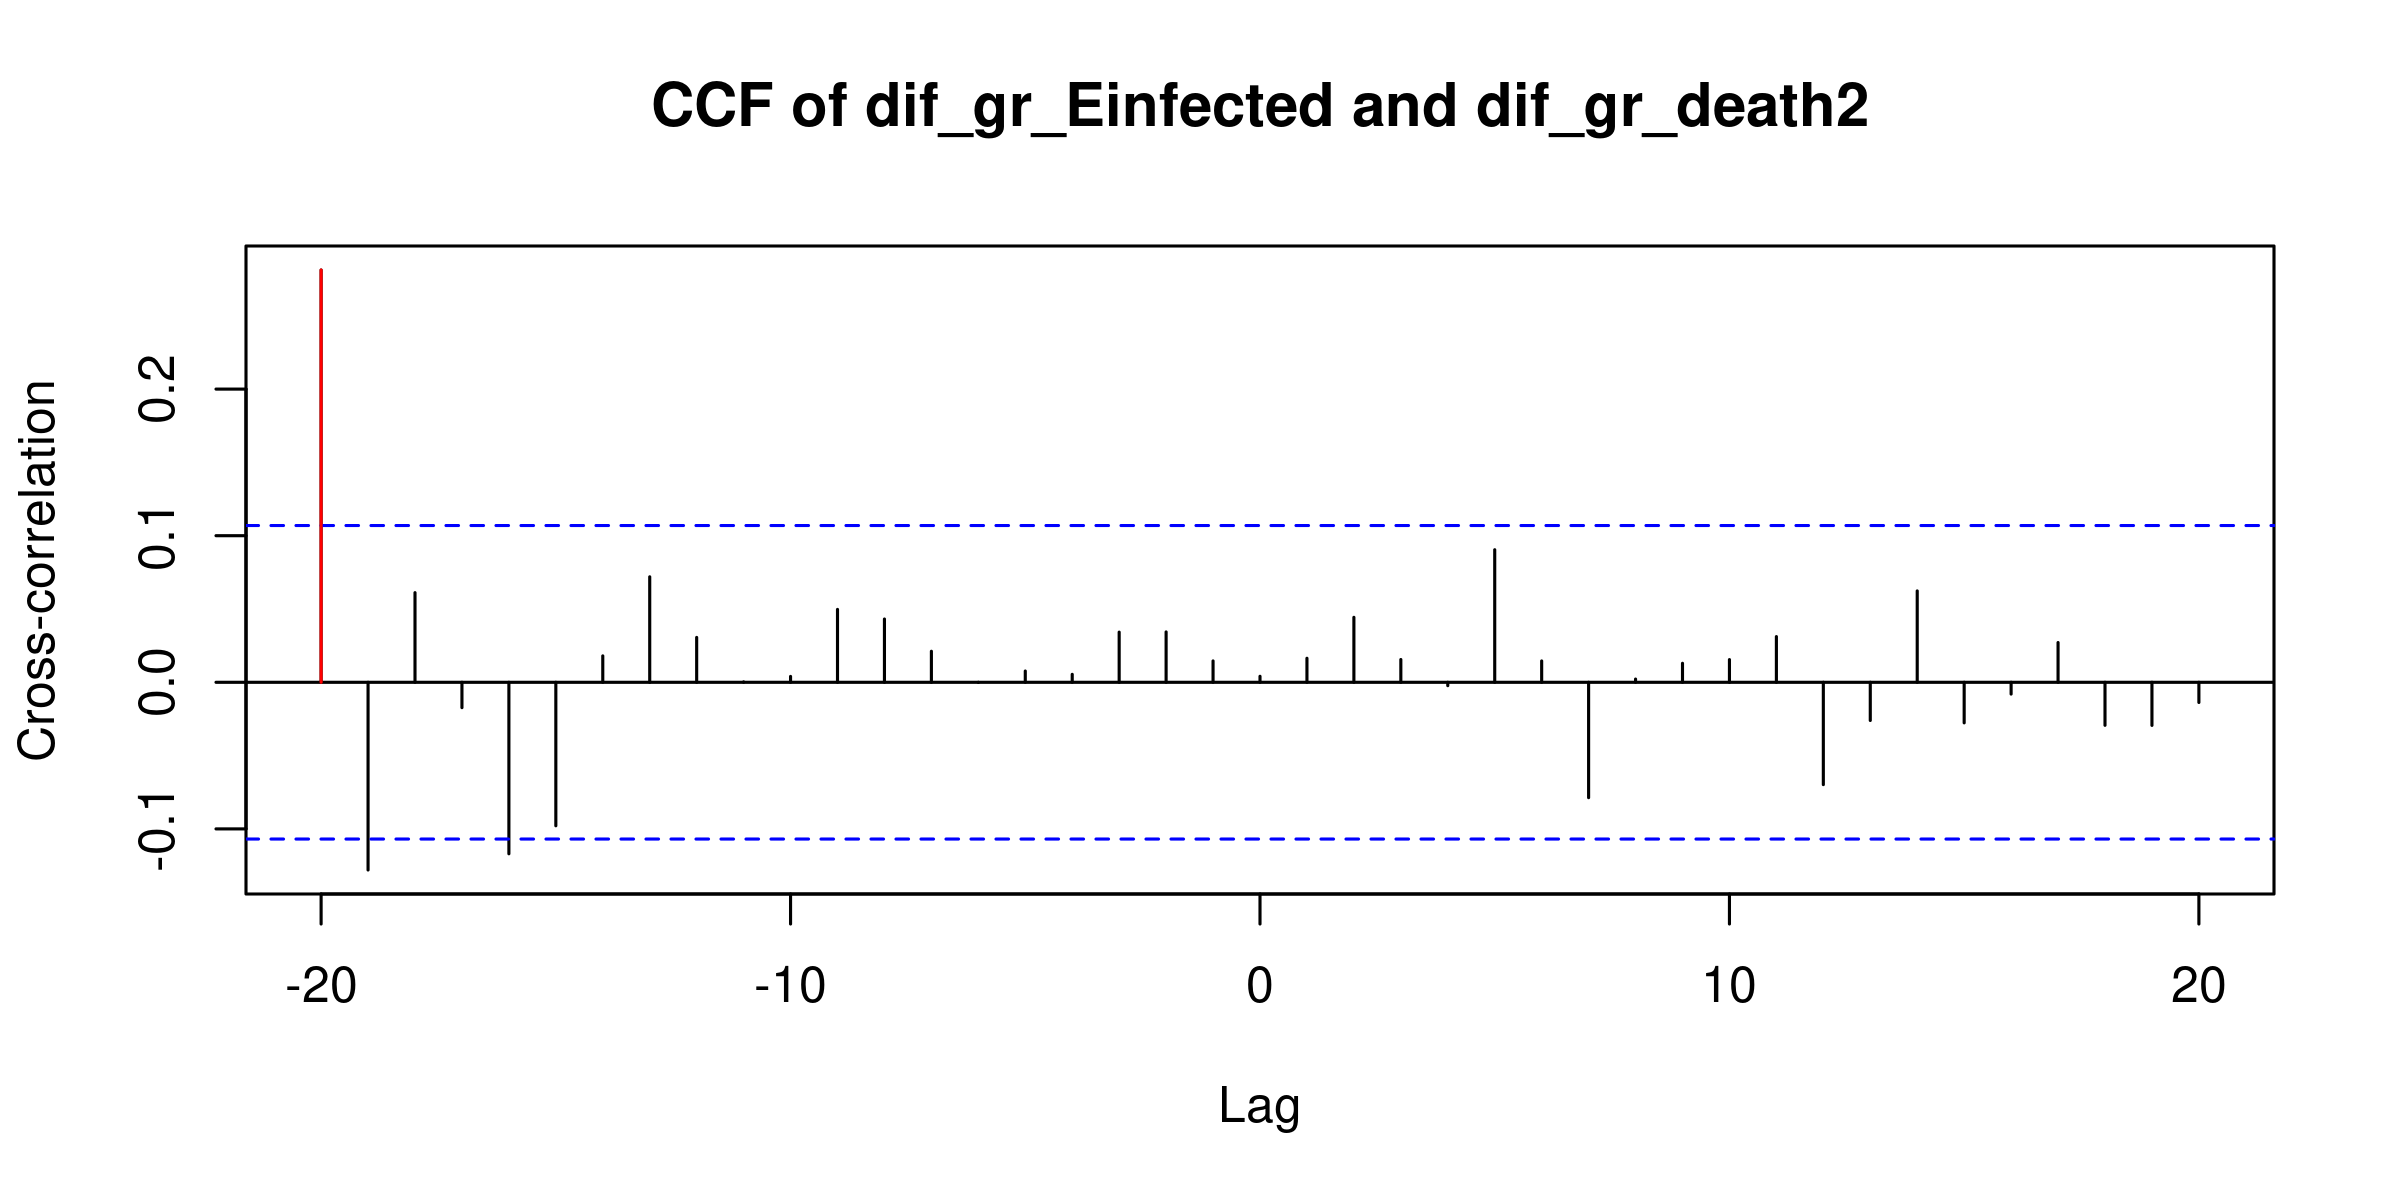 CCF of dif_gr_Einfected and dif_gr_death2
Cross-correlation
0.2
0.1
0.0
-0.1
-20 -10 0 10 20
Lag